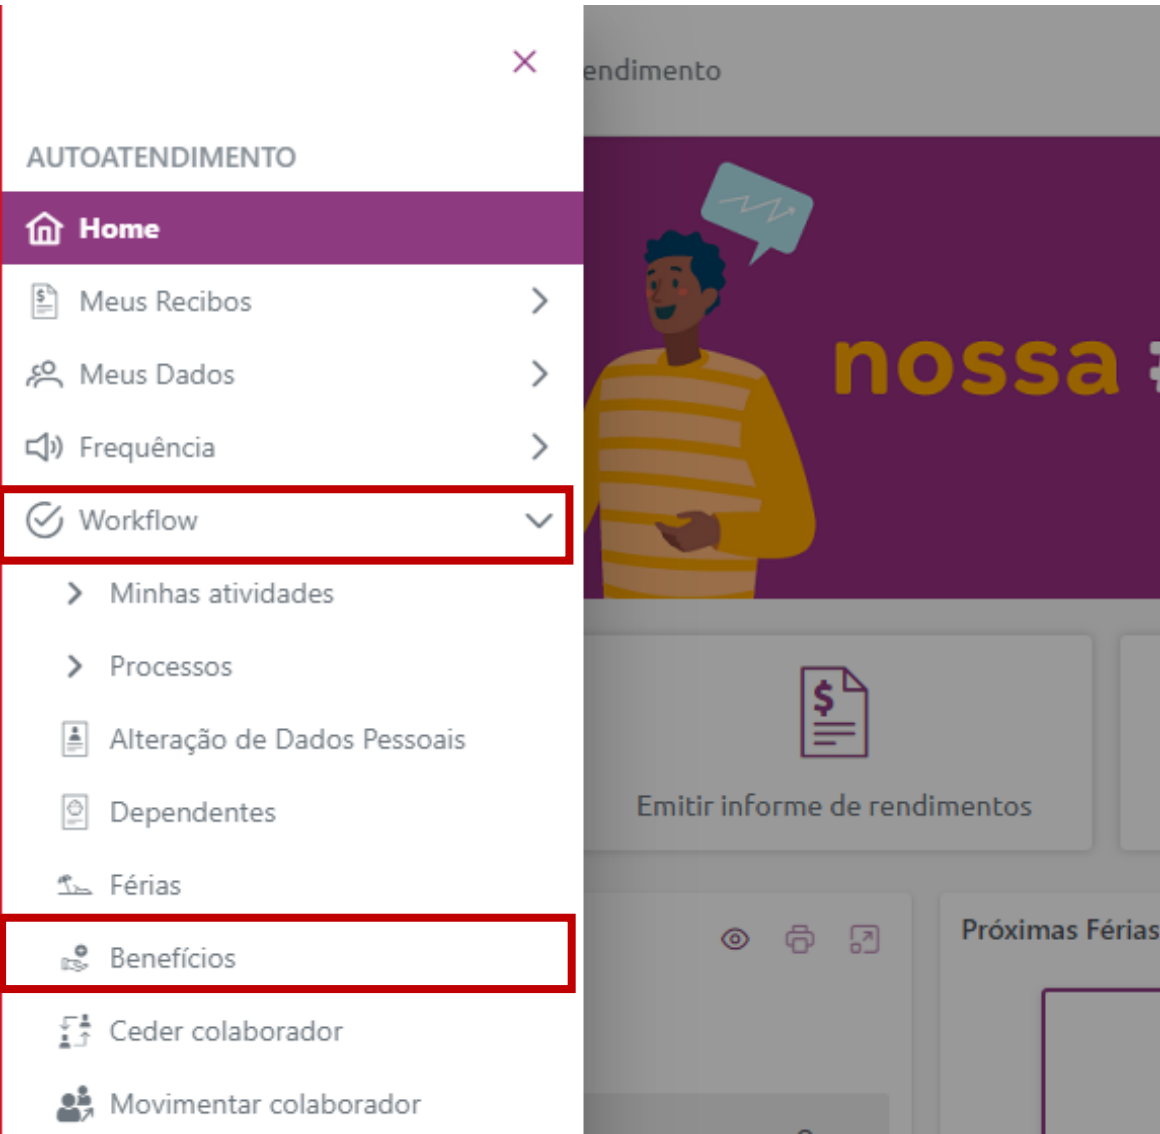 endimento
AUTOATENDIMENTO
Home
Meus Recibos
Meus Dados
Frequência
Workflow
Minhas atividades
Processos
Alteração de Dados Pessoais
Dependentes
Férias
Benefícios
Ceder colaborador
Movimentar colaborador
nossa
Emitir informe de rendimentos
Próximas Férias